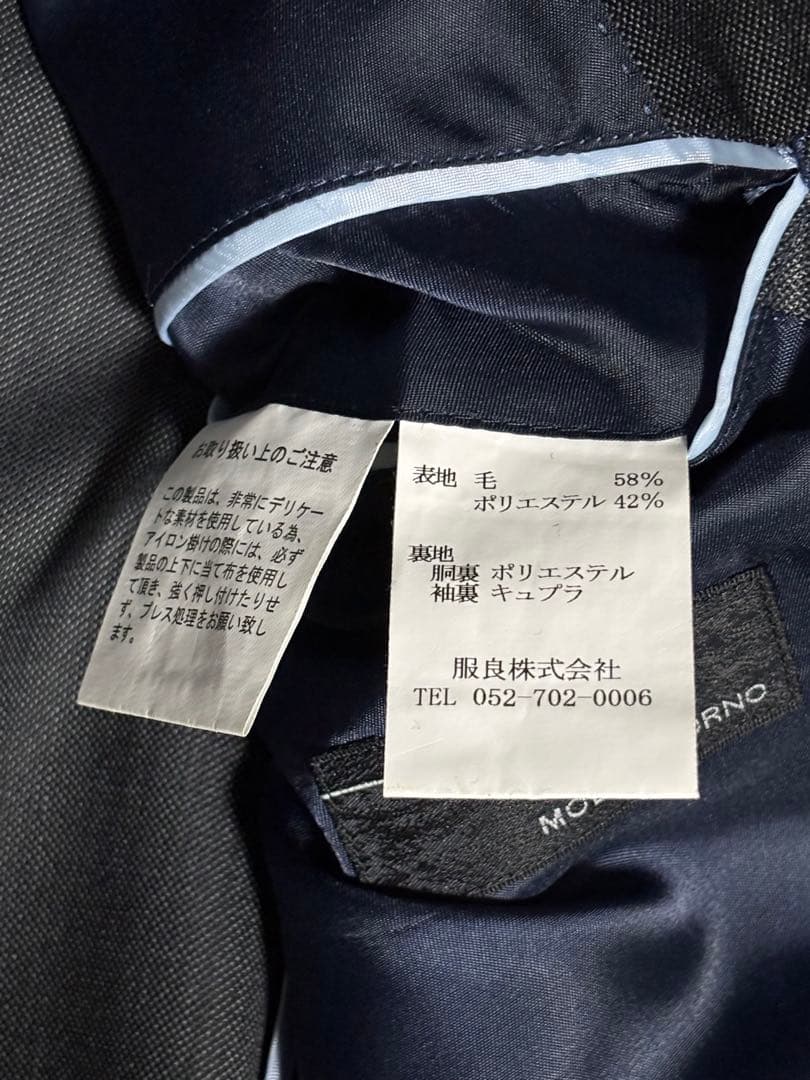 お取り扱い上のご注意
この製品は、非常にデリケー
トな素材を使用している為、
アイロン掛けの際には、必ず
製品の上下に当て布を使用し
て頂き、強く押し付けたりせ
ず、プレス処理をお願い致し
ます。
表地 毛 58%
ポリエステル 42%
裏地
胴裏 ポリエステル
袖裏 キュプラ
服良株式会社
TEL 052-702-0006